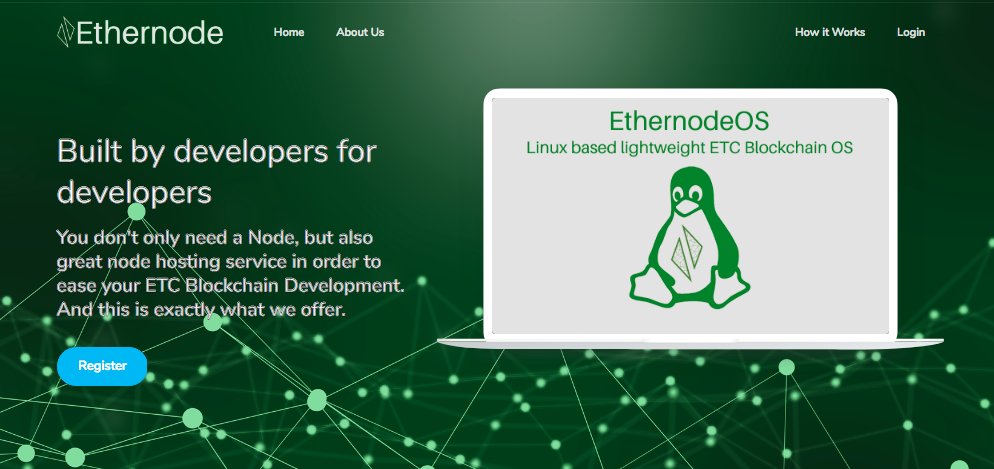 Ethernode
Home
About Us
How it Works
Login
Built by developers for
developers
You don't only need a Node, but also
great node hosting service in order to
ease your ETC Blockchain Development.
And this is exactly what we offer.
Register
EthernodeOS
Linux based lightweight ETC Blockchain OS